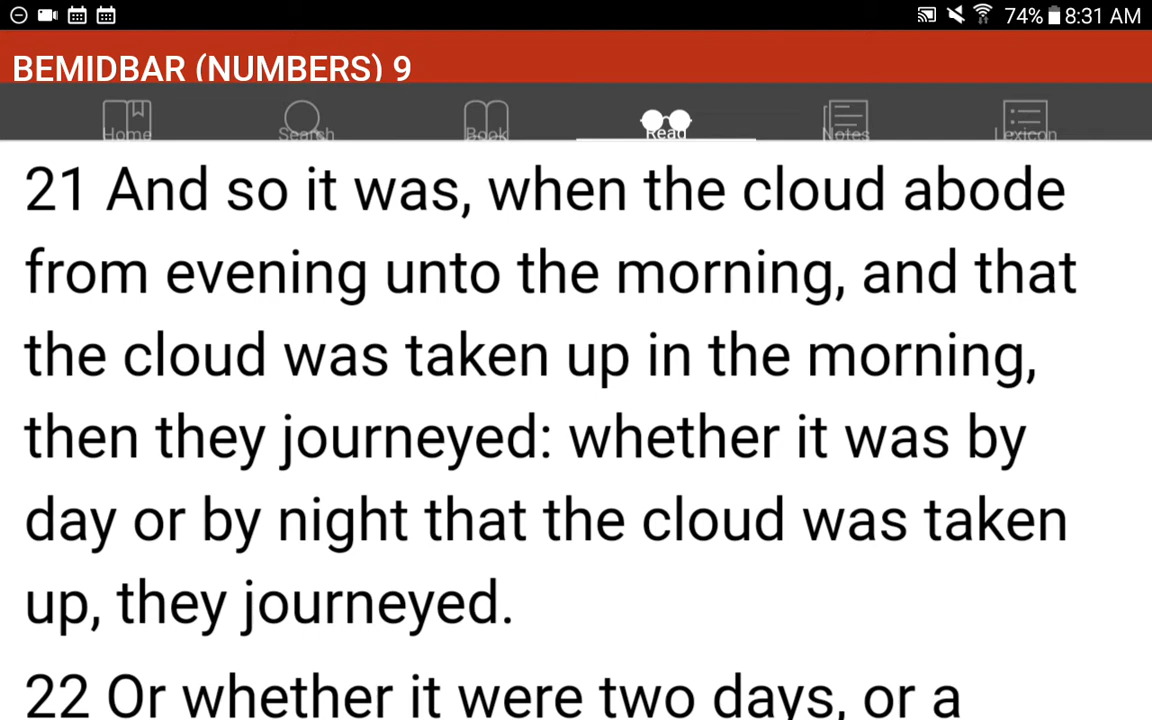 74% 8:31 AM
BEMIDBAR (NUMBERS) 9
Home Search Book Read Notes Lexicon
21 And so it was, when the cloud abode
from evening unto the morning, and that
the cloud was taken up in the morning,
then they journeyed: whether it was by
day or by night that the cloud was taken
up, they journeyed.
22 Or whether it were two days, or a